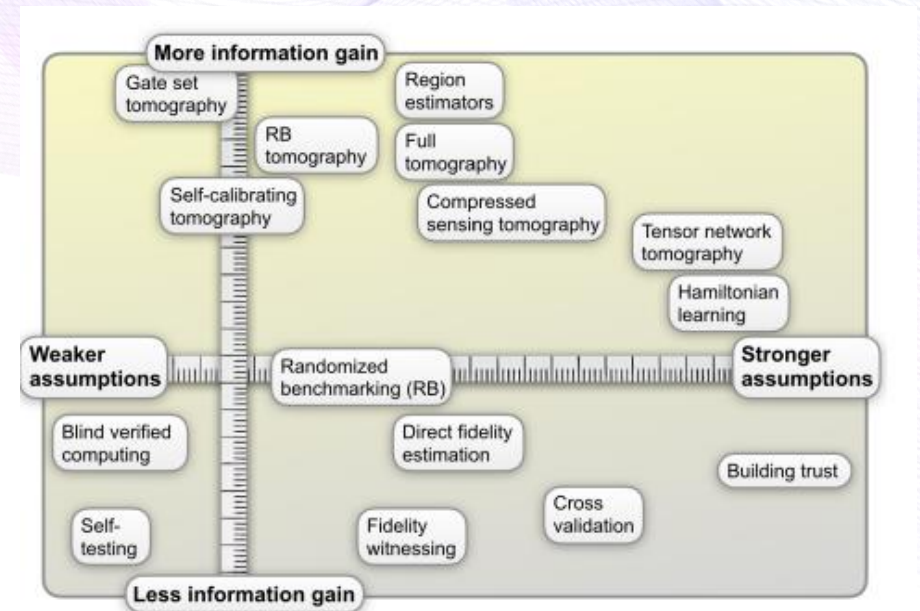 More information gain
Gate set
tomography
Region
estimators
RB
tomography
Full
tomography
Self-calibrating
tomography
Compressed
sensing tomography
Tensor network
tomography
Hamiltonian
learning
Weaker
assumptions
Randomized
benchmarking (RB)
Stronger
assumptions
Blind verified
computing
Direct fidelity
estimation
Building trust
Cross
validation
Self-
testing
Fidelity
witnessing
Less information gain